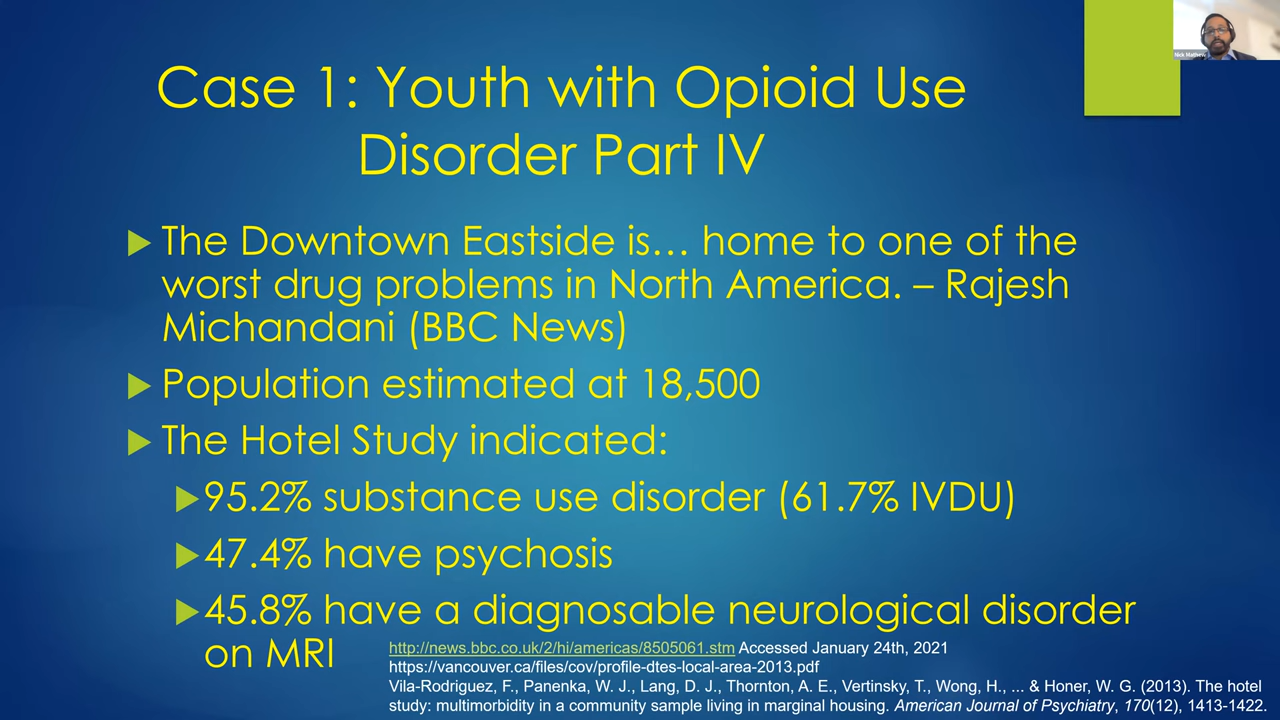 Case 1: Youth with Opioid Use
Disorder Part IV
The Downtown Eastside is… home to one of the
worst drug problems in North America. – Rajesh
Michandani (BBC News)
Population estimated at 18,500
The Hotel Study indicated:
95.2% substance use disorder (61.7% IVDU)
47.4% have psychosis
45.8% have a diagnosable neurological disorder
on MRI
http://news.bbc.co.uk/2/hi/americas/8505061.stm Accessed January 24th, 2021
https://vancouver.ca/files/cov/profile-dtes-local-area-2013.pdf
Vila-Rodriguez, F., Panenka, W. J., Lang, D. J., Thornton, A. E., Vertinsky, T., Wong, H., ... & Honer, W. G. (2013). The hotel
study: multimorbidity in a community sample living in marginal housing. American Journal of Psychiatry, 170(12), 1413-1422.
Nick